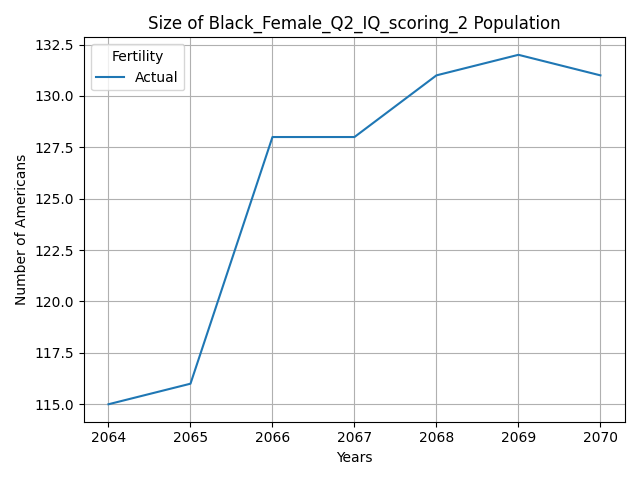 Size of Black_Female_Q2_IQ_scoring_2 Population
Fertility
Actual
132.5
130.0
127.5
125.0
122.5
120.0
117.5
115.0
Number of Americans
2064 2065 2066 2067 2068 2069 2070
Years